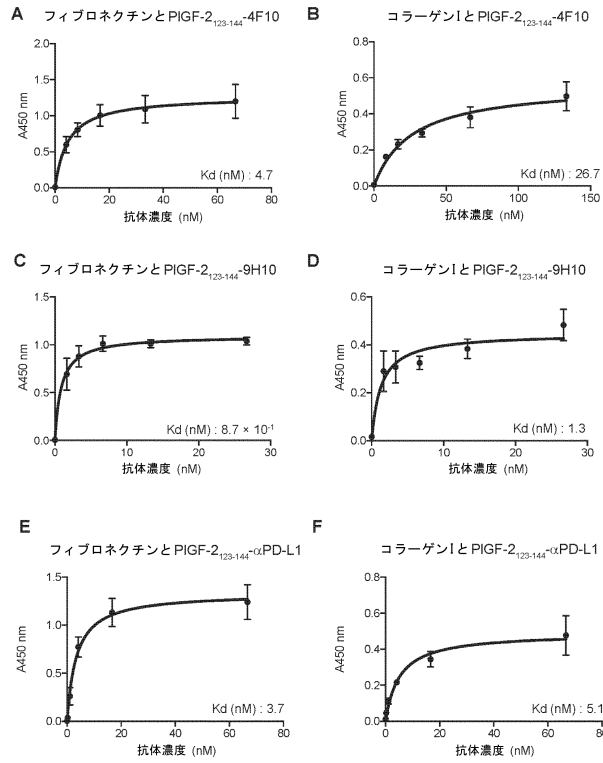 A フィブロネクチンとPlGF-2123-144-4F10
A450 nm
2.0
1.5
1.0
0.5
0.0
0 20 40 60 80
Kd (nM) : 4.7
抗体濃度 (nM)
B コラーゲンIとPlGF-2123-144-4F10
A450 nm
0.8
0.6
0.4
0.2
0.0
0 50 100 150
Kd (nM) : 26.7
抗体濃度 (nM)
C フィブロネクチンとPlGF-2123-144-9H10
A450 nm
1.5
1.0
0.5
0.0
0 10 20 30
Kd (nM) : 8.7 × 10-1
抗体濃度 (nM)
D コラーゲンIとPlGF-2123-144-9H10
A450 nm
0.6
0.4
0.2
0.0
0 10 20 30
Kd (nM) : 1.3
抗体濃度 (nM)
E フィブロネクチンとPlGF-2123-144-αPD-L1
A450 nm
1.5
1.0
0.5
0.0
0 20 40 60 80
Kd (nM) : 3.7
抗体濃度 (nM)
F コラーゲンIとPlGF-2123-144-αPD-L1
A450 nm
0.8
0.6
0.4
0.2
0.0
0 20 40 60 80
Kd (nM) : 5.1
抗体濃度 (nM)